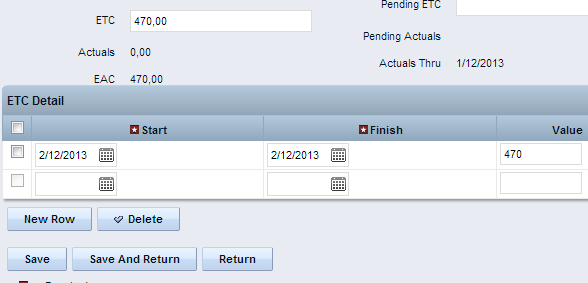 Pending ETC
ETC 470,00
Pending Actuals
Actuals 0,00
Actuals Thru 1/12/2013
EAC 470,00
ETC Detail
Start Finish Value
2/12/2013 2/12/2013 470
New Row Delete
Save Save And Return Return